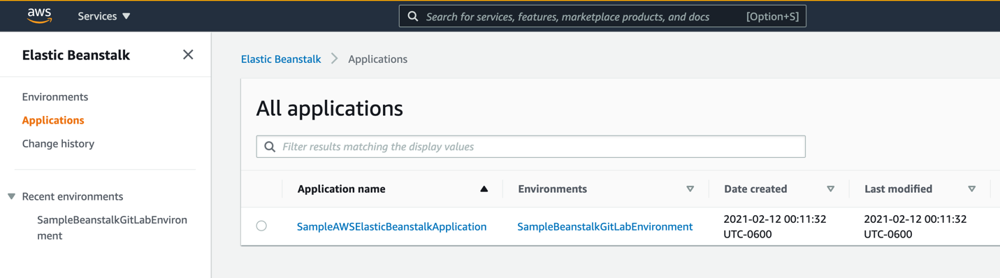 aws Services Search for services, features, marketplace products, and docs [Option+S]
Elastic Beanstalk
Environments
Applications
Change history
Recent environments
SampleBeanstalkGitLabEnviron
ment
Elastic Beanstalk Applications
All applications
Filter results matching the display values
Application name Environments Date created Last modified
SampleAWSElasticBeanstalkApplication SampleBeanstalkGitLabEnvironment 2021-02-12 00:11:32 2021-02-12 00:11:32
UTC-0600 UTC-0600